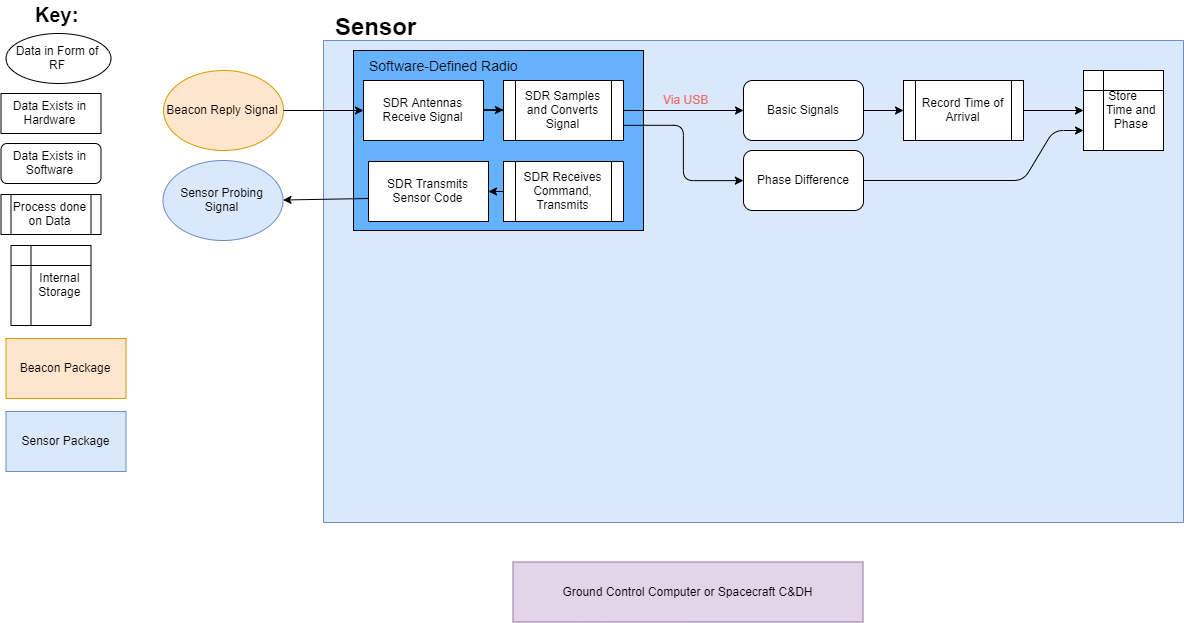 Key:
Data in Form of
RF
Data Exists in
Hardware
Data Exists in
Software
Process done
on Data
Internal
Storage
Beacon Package
Sensor Package
Sensor
Software-Defined Radio
Beacon Reply Signal
SDR Antennas
Receive Signal
SDR Samples
and Converts
Signal
Via USB
Basic Signals
Record Time of
Arrival
Store
Time and
Phase
Phase Difference
Sensor Probing
Signal
SDR Transmits
Sensor Code
SDR Receives
Command,
Transmits
Ground Control Computer or Spacecraft C&DH